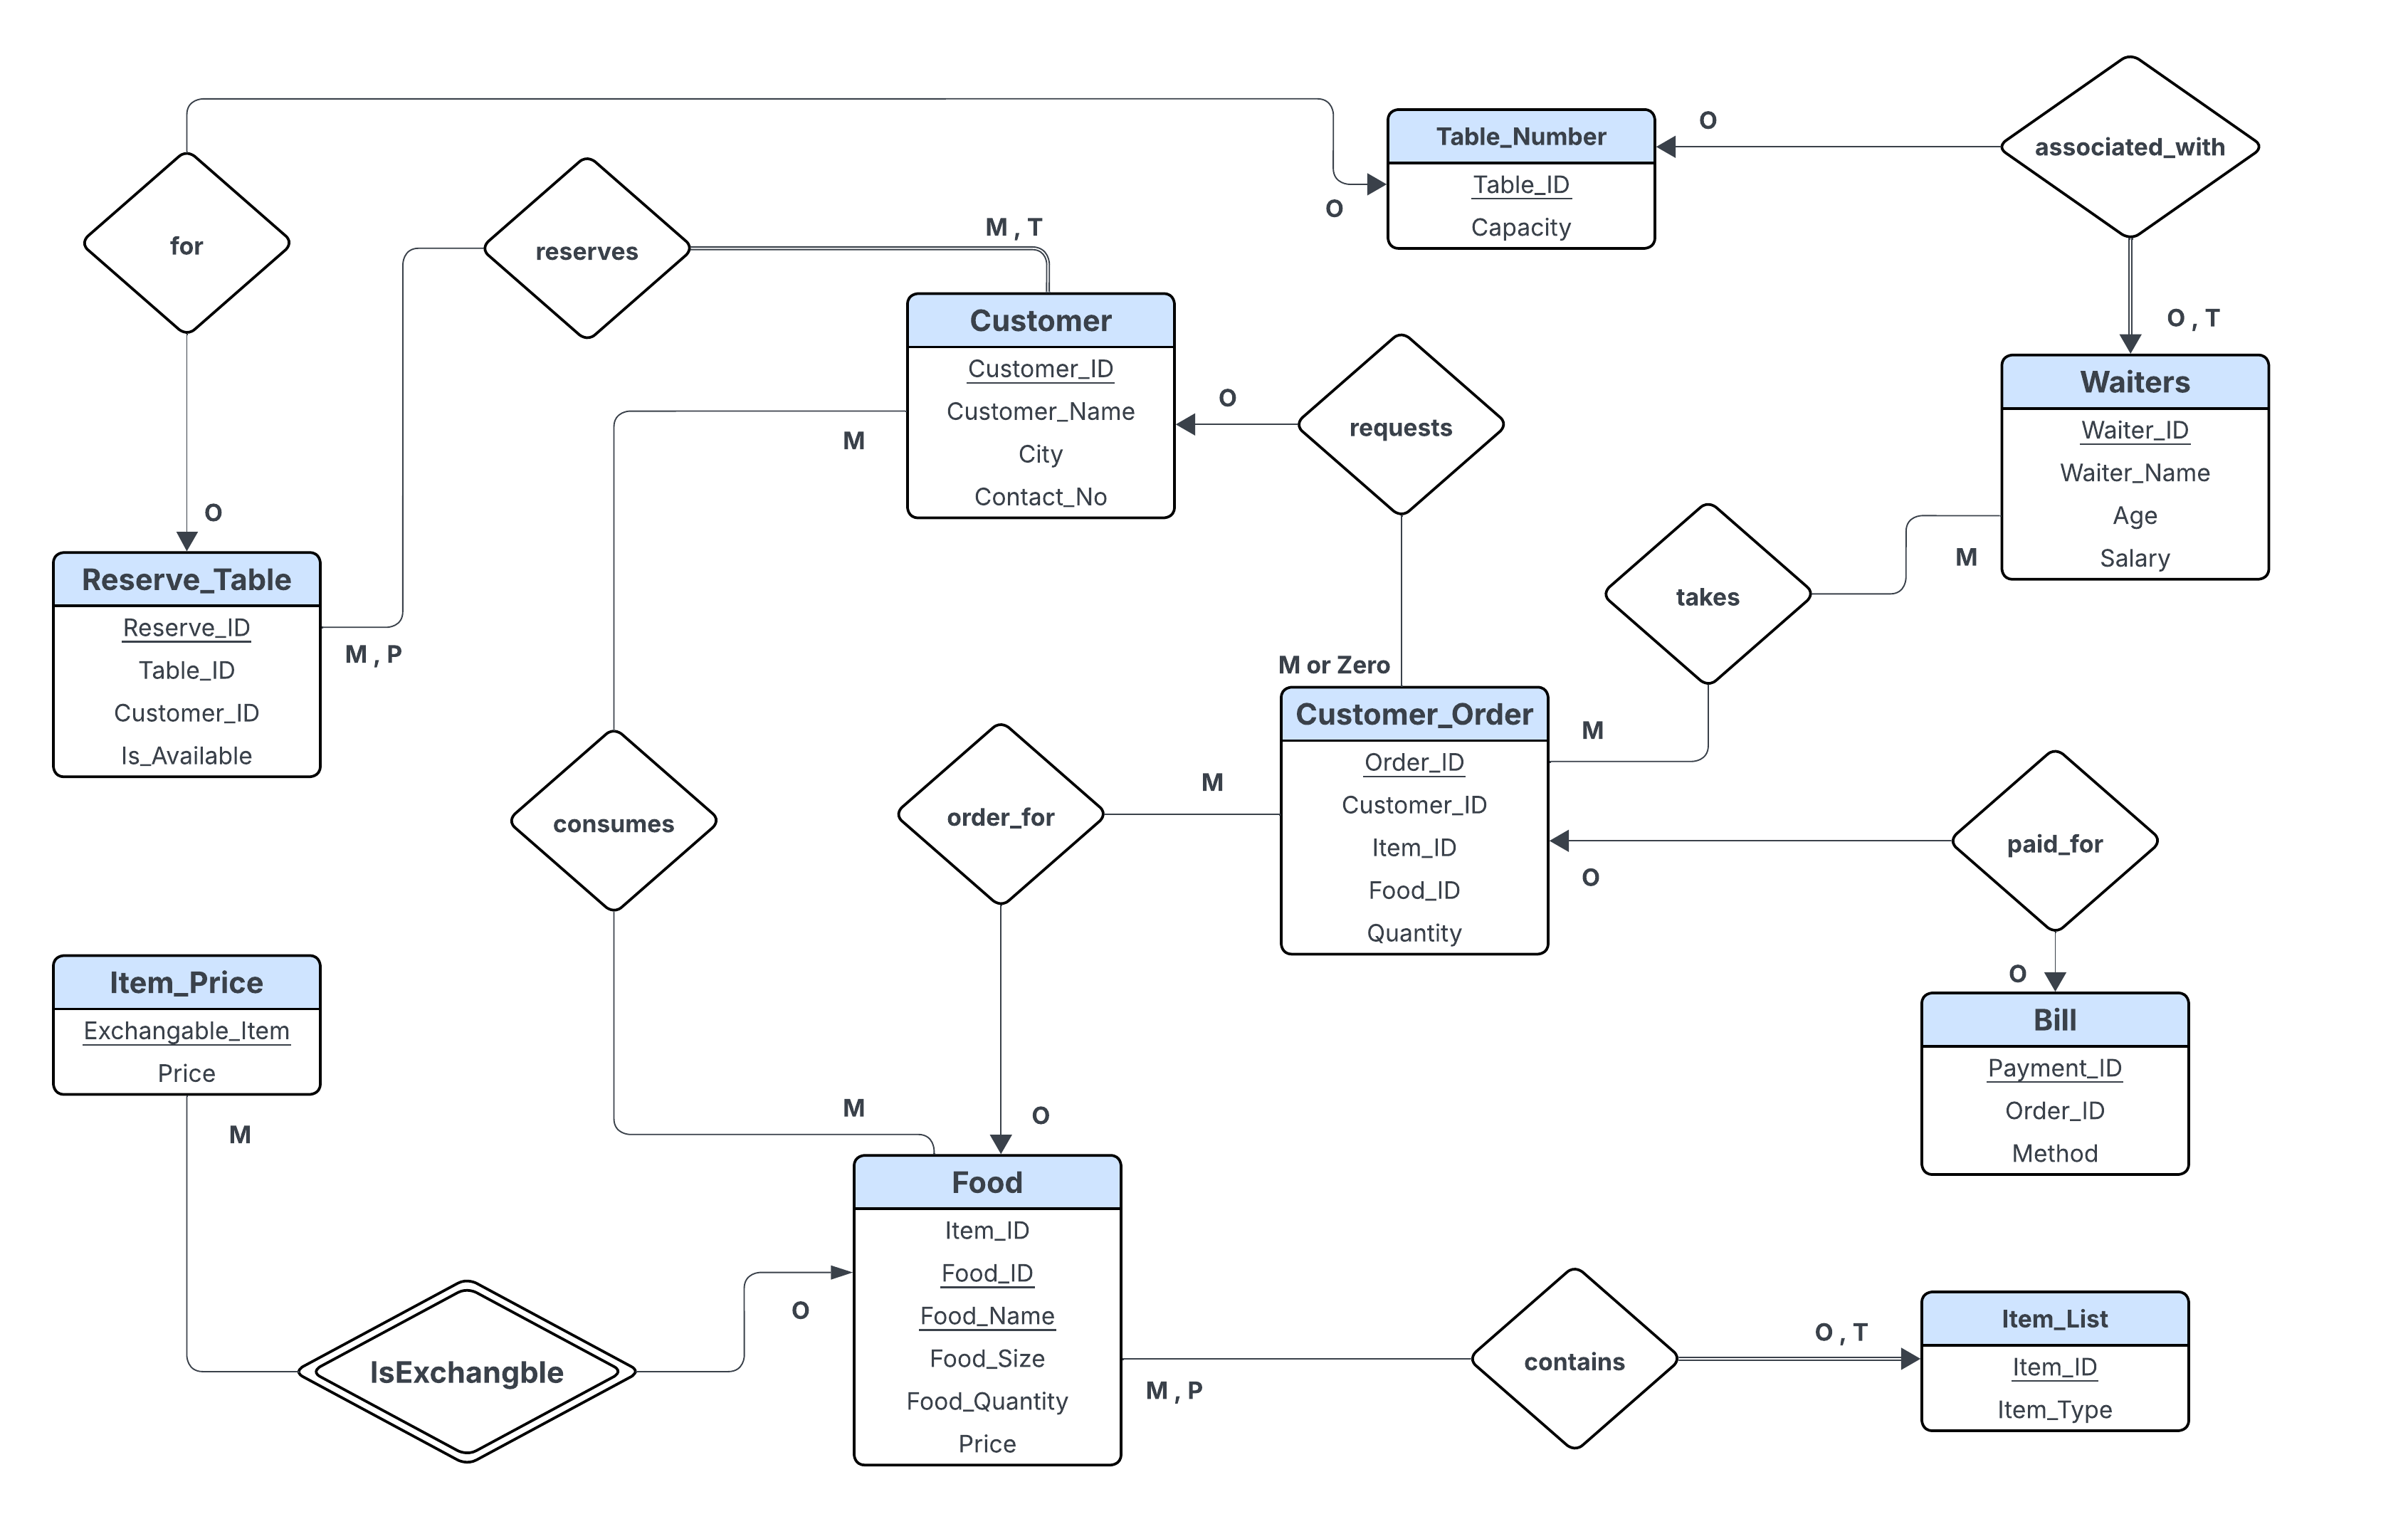 Table_Number
Table_ID
Capacity
O
associated_with
O
for
reserves
M , T
O , T
Customer
Customer_ID
Customer_Name
City
Contact_No
Waiters
Waiter_ID
Waiter_Name
Age
Salary
O
requests
M
O
M
takes
Reserve_Table
Reserve_ID
Table_ID
Customer_ID
Is_Available
M , P
M or Zero
Customer_Order
Order_ID
Customer_ID
Item_ID
Food_ID
Quantity
M
M
consumes
order_for
paid_for
O
O
Bill
Payment_ID
Order_ID
Method
Item_Price
Exchangable_Item
Price
M
M
O
Food
Item_ID
Food_ID
Food_Name
Food_Size
Food_Quantity
Price
O
IsExchangble
M , P
contains
O , T
Item_List
Item_ID
Item_Type